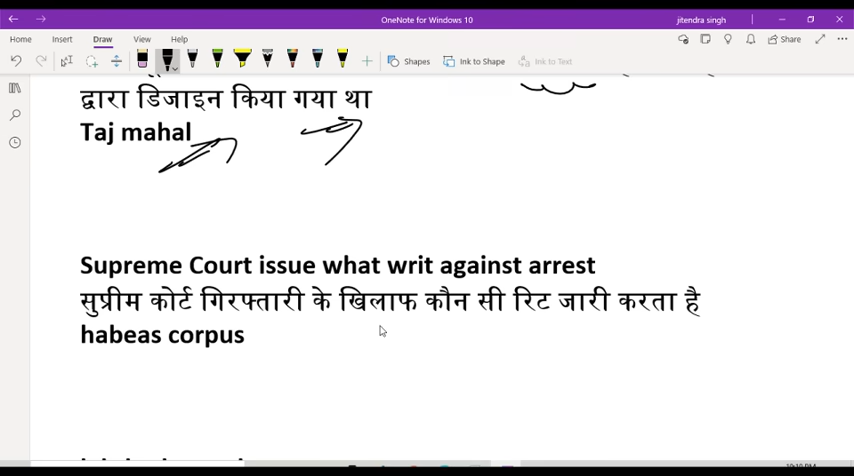 OneNote for Windows 10
jitendra singh
Home Insert Draw View Help
Share
Shapes Ink to Shape Ink to Text
द्वारा डिजाइन किया गया था
Taj mahal
Supreme Court issue what writ against arrest
सुप्रीम कोर्ट गिरफ्तारी के खिलाफ कौन सी रिट जारी करता है
habeas corpus